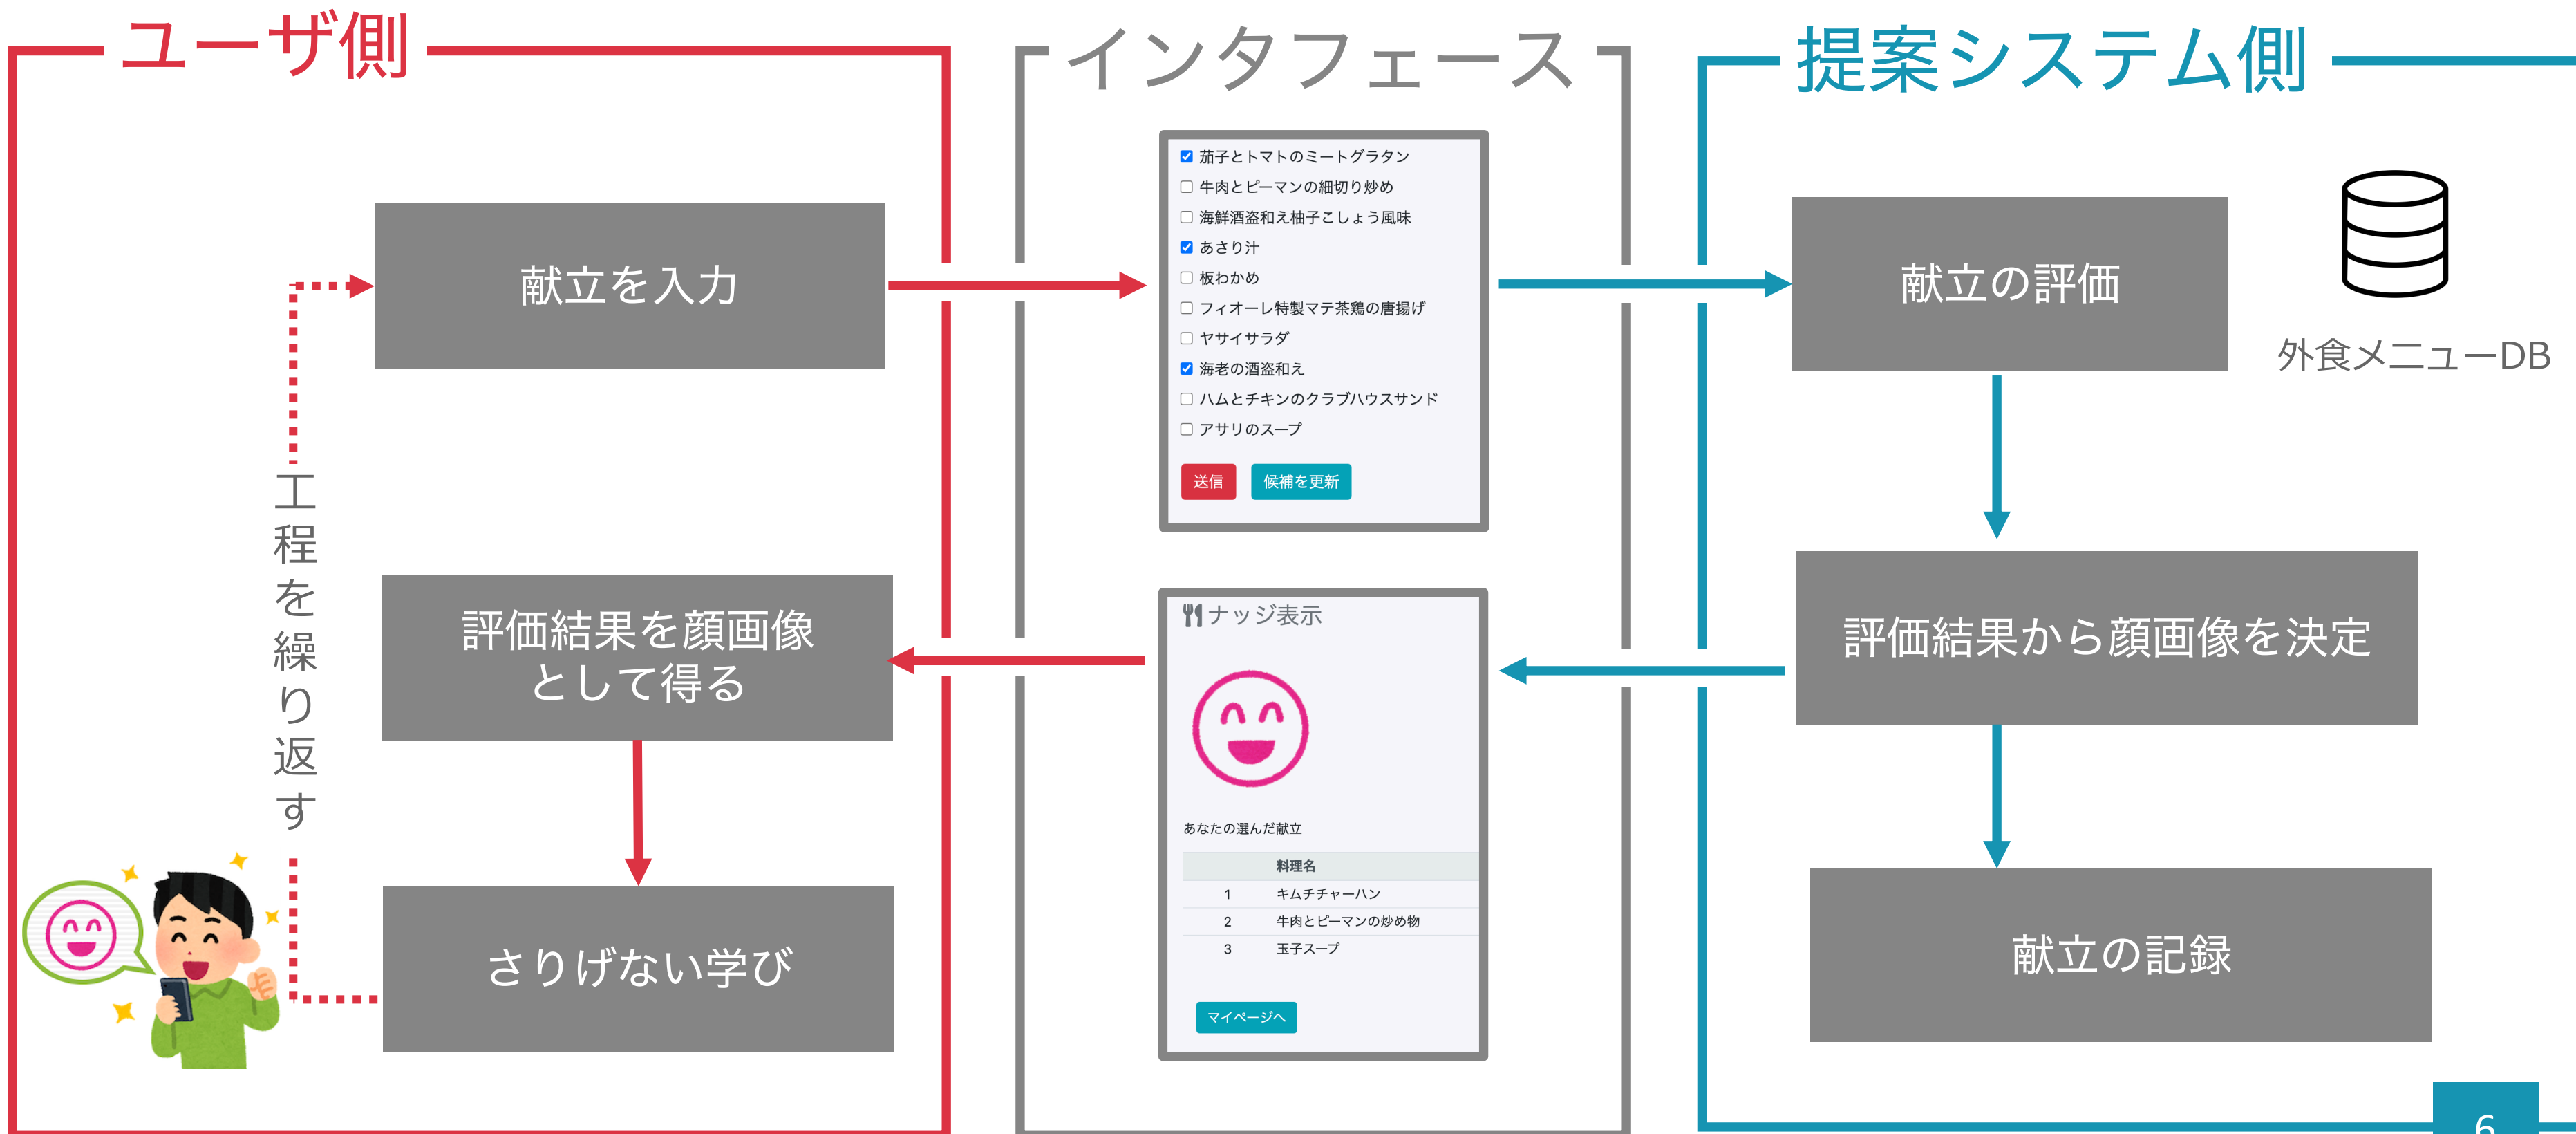 ユーザ側
献立を入力
評価結果を顔画像
として得る
さりげない学び
工程を繰り返す
インタフェース
茄子とトマトのミートグラタン
牛肉とピーマンの細切り炒め
海鮮酒盗和え柚子こしょう風味
あさり汁
板わかめ
フィオーレ特製マテ茶鶏の唐揚げ
ヤサイサラダ
海老の酒盗和え
ハムとチキンのクラブハウスサンド
アサリのスープ
送信 候補を更新
ナッジ表示
あなたの選んだ献立
料理名
1 キムチチャーハン
2 牛肉とピーマンの炒め物
3 玉子スープ
マイページへ
提案システム側
献立の評価
外食メニューDB
評価結果から顔画像を決定
献立の記録
6